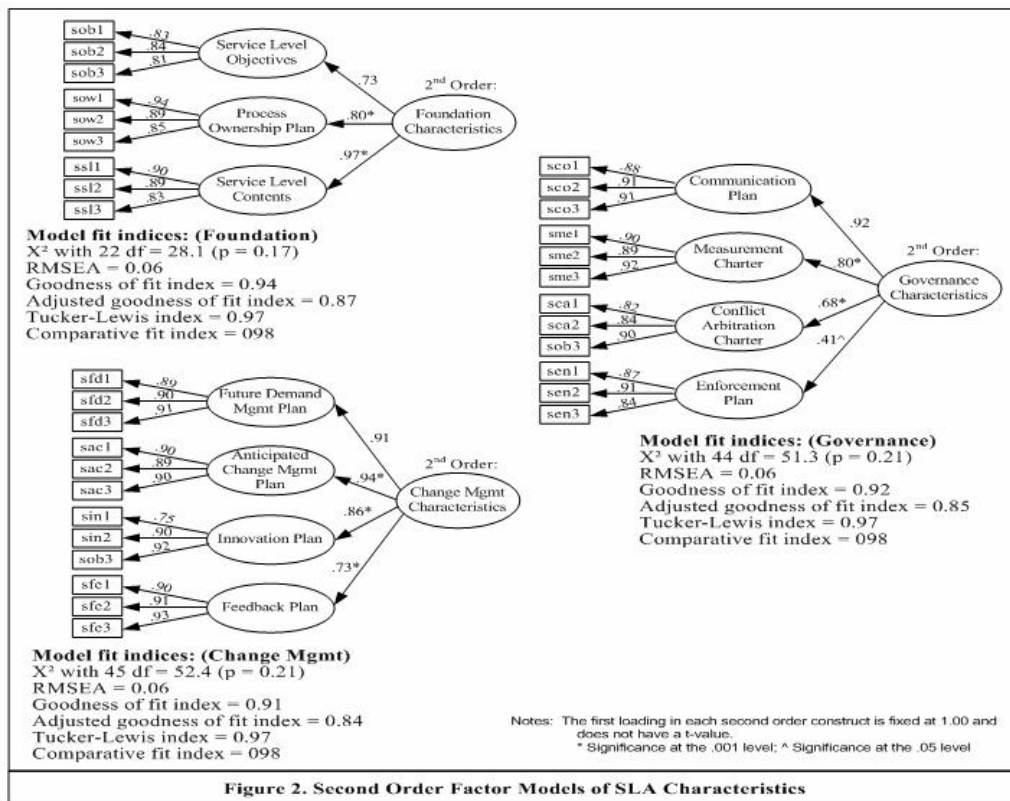 sob1
sob2
sob3
.83
.84
.81
Service Level
Objectives
sow1
sow2
sow3
.94
.89
.85
Process
Ownership Plan
ssl1
ssl2
ssl3
.90
.89
.83
Service Level
Contents
.73
.80*
.97*
2nd Order:
Foundation
Characteristics
Model fit indices: (Foundation)
X² with 22 df = 28.1 (p = 0.17)
RMSEA = 0.06
Goodness of fit index = 0.94
Adjusted goodness of fit index = 0.87
Tucker-Lewis index = 0.97
Comparative fit index = 098
sco1
sco2
sco3
.88
.91
.91
Communication
Plan
sme1
sme2
sme3
.90
.89
.92
Measurement
Charter
sca1
sca2
sob3
.82
.84
.90
Conflict
Arbitration
Charter
sen1
sen2
sen3
.87
.91
.84
Enforcement
Plan
.92
.80*
.68*
.41^
2nd Order:
Governance
Characteristics
Model fit indices: (Governance)
X² with 44 df = 51.3 (p = 0.21)
RMSEA = 0.06
Goodness of fit index = 0.92
Adjusted goodness of fit index = 0.85
Tucker-Lewis index = 0.97
Comparative fit index = 098
sfd1
sfd2
sfd3
.89
.90
.91
Future Demand
Mgmt Plan
sac1
sac2
sac3
.90
.89
.90
Anticipated
Change Mgmt
Plan
sin1
sin2
sob3
.75
.90
.92
Innovation Plan
sfe1
sfe2
sfe3
.90
.91
.93
Feedback Plan
.91
.94*
.86*
.73*
2nd Order:
Change Mgmt
Characteristics
Model fit indices: (Change Mgmt)
X² with 45 df = 52.4 (p = 0.21)
RMSEA = 0.06
Goodness of fit index = 0.91
Adjusted goodness of fit index = 0.84
Tucker-Lewis index = 0.97
Comparative fit index = 098
Notes: The first loading in each second order construct is fixed at 1.00 and
does not have a t-value.
* Significance at the .001 level; ^ Significance at the .05 level
Figure 2. Second Order Factor Models of SLA Characteristics